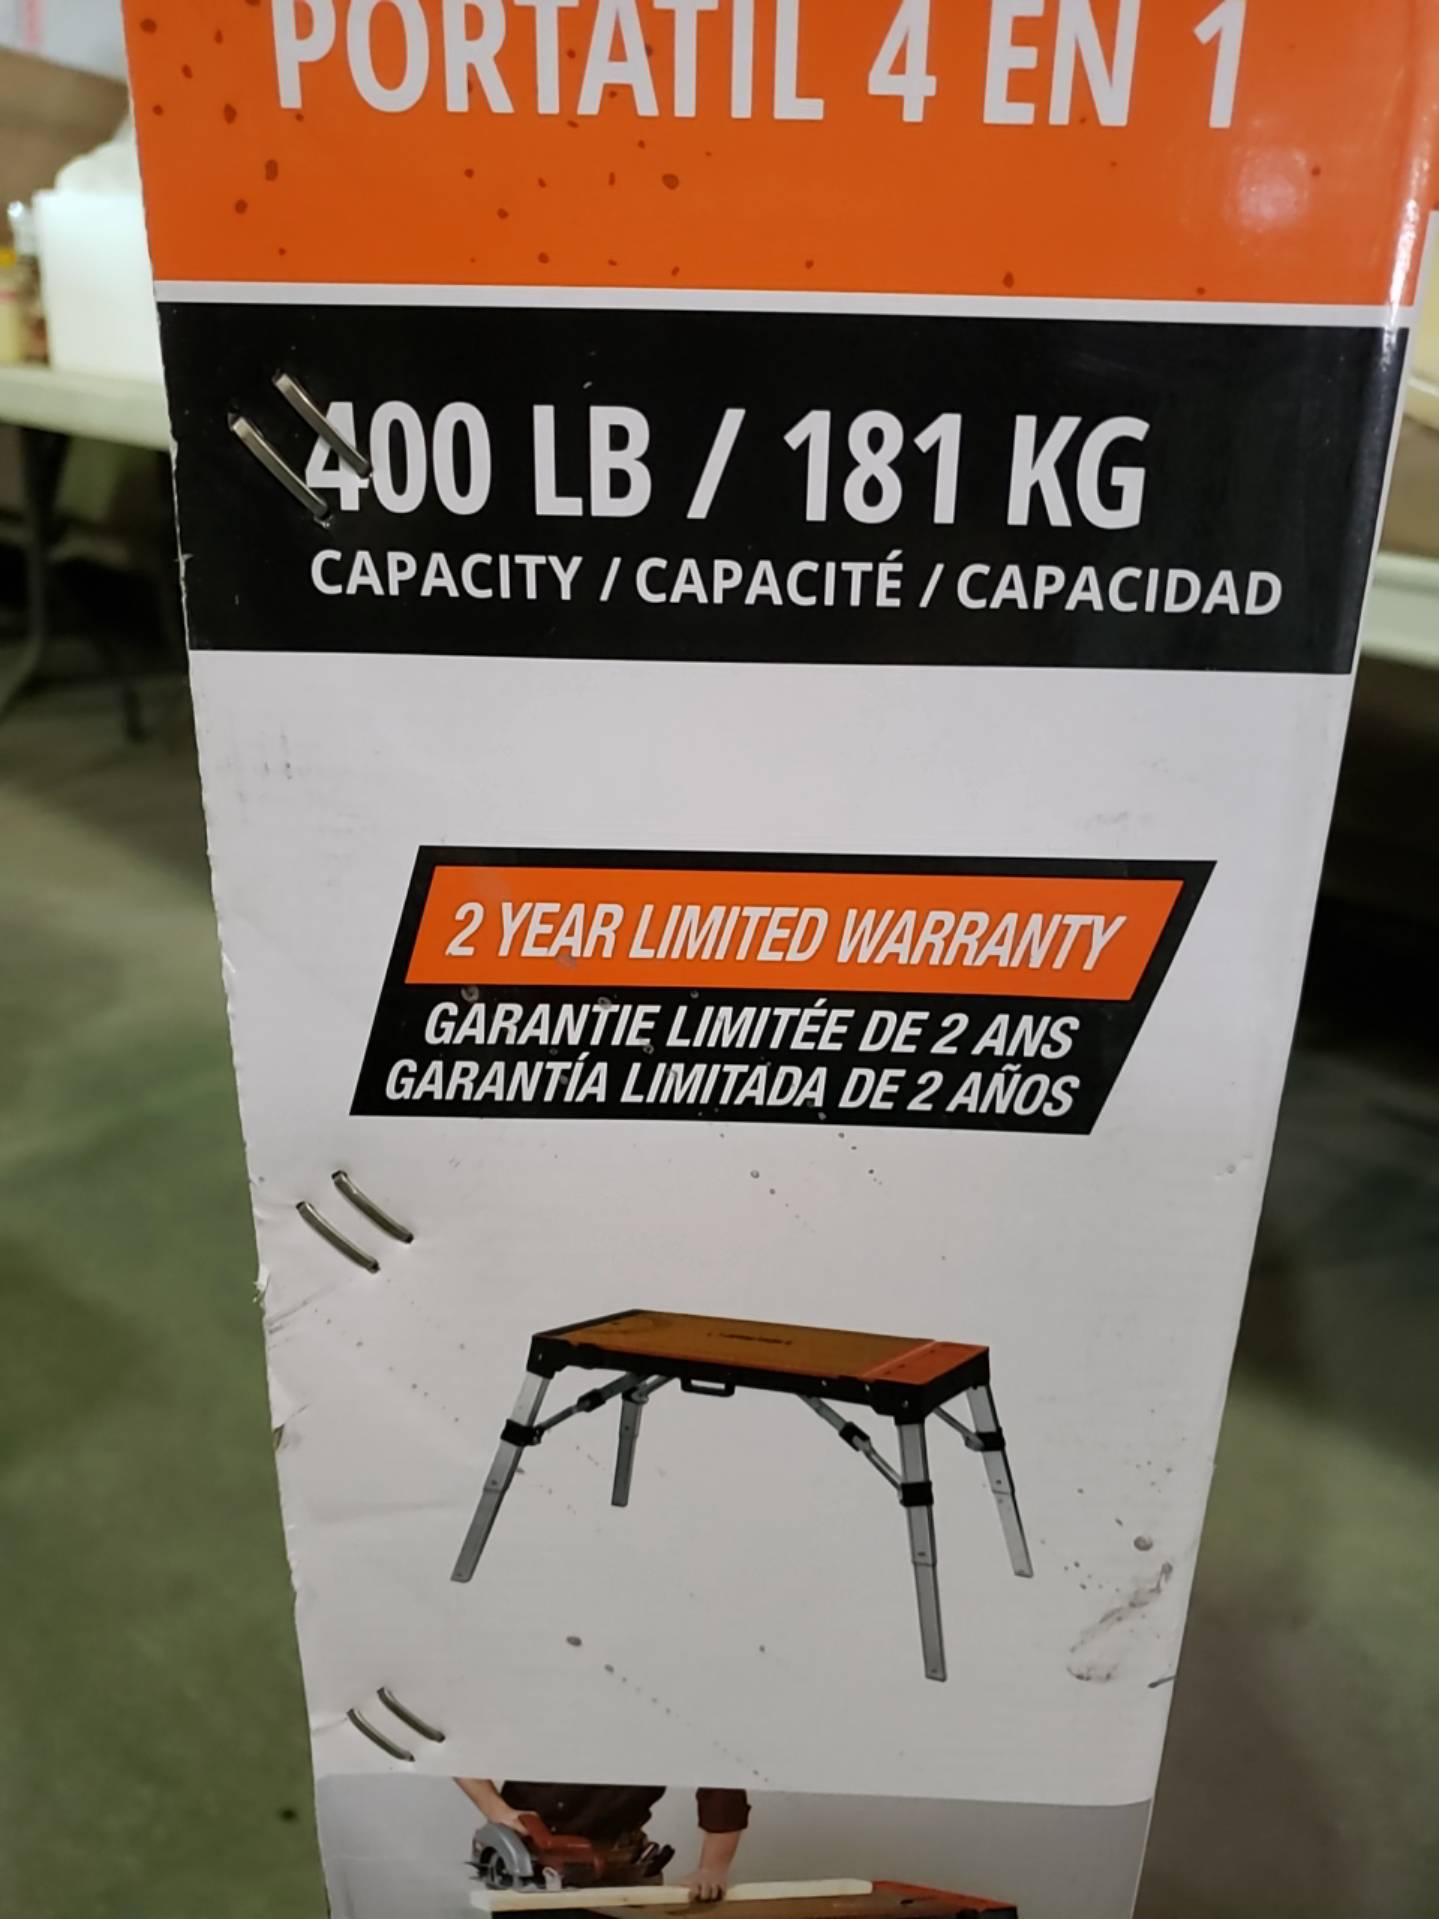 PORTÁTIL 4 EN 1
400 LB / 181 KG
CAPACITY / CAPACITÉ / CAPACIDAD
2 YEAR LIMITED WARRANTY
GARANTIE LIMITÉE DE 2 ANS
GARANTÍA LIMITADA DE 2 AÑOS